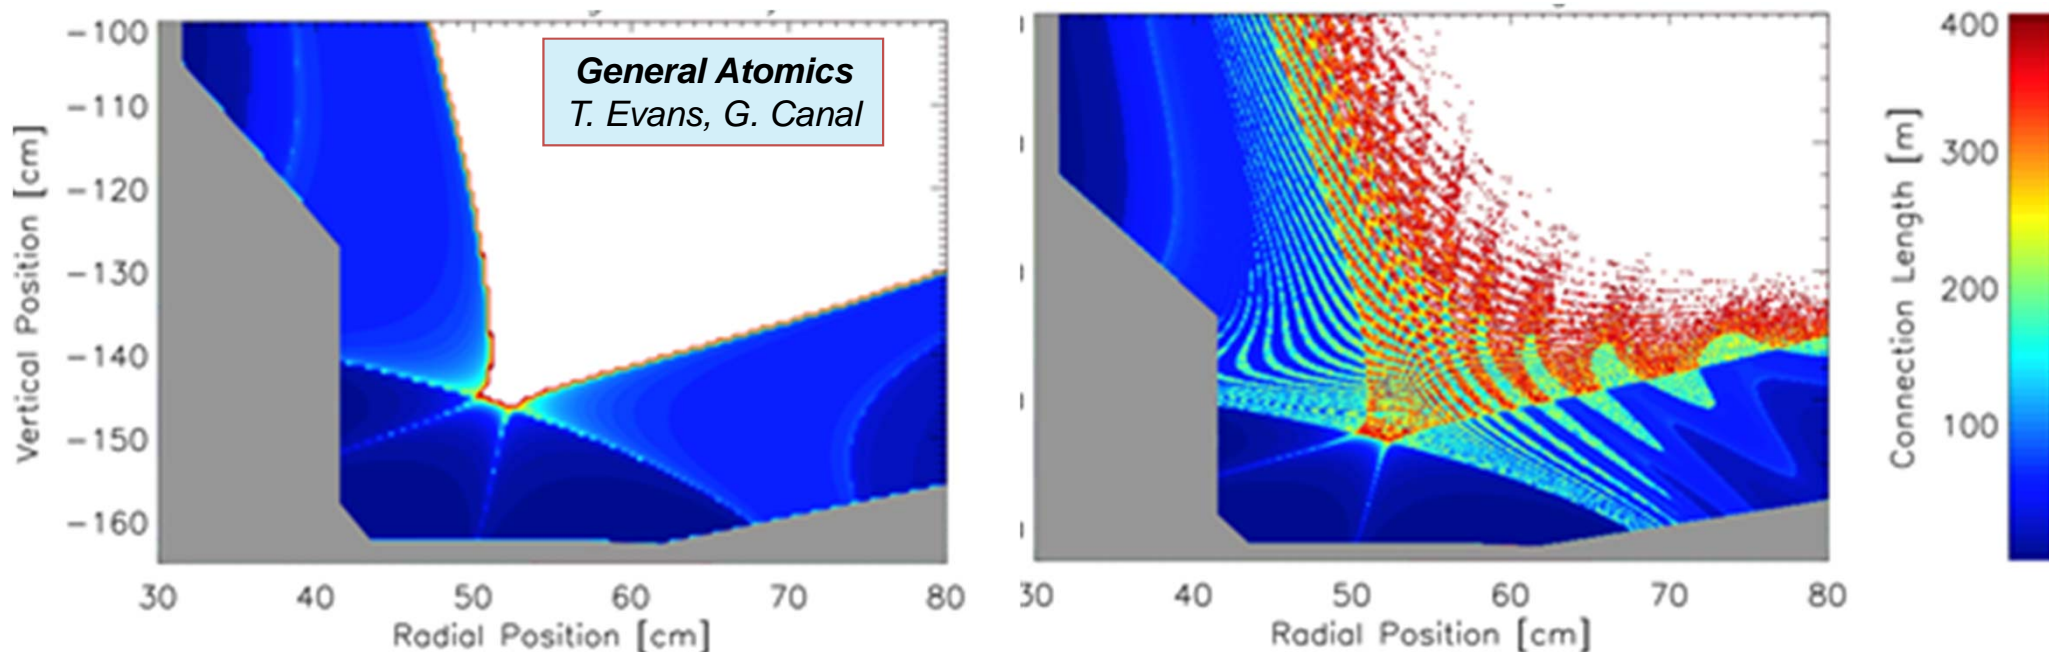 General Atomics
T. Evans, G. Canal
Vertical Position [cm]
-100
-110
-120
-130
-140
-150
-160
30 40 50 60 70 80
Radial Position [cm]
40 50 60 70 80
Radial Position [cm]
Connection Length [m]
400
300
200
100